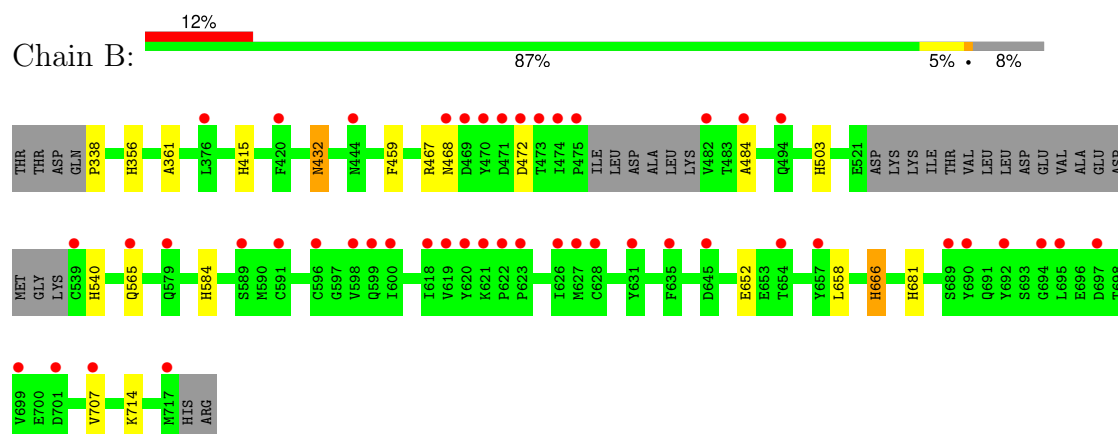 12%
Chain B:
87% 5% • 8%
THR THR ASP GLN P338 H356 A361 L376 H415 F420 N432 N444 F459 R467 N468 D469 Y470 D471 D472 T473 I474 P475 ILE LEU ASP ALA LEU LYS V482 T483 A484 Q494 H503 E521 ASP LYS LYS ILE THR VAL LEU LEU ASP GLU VAL ALA GLU ASP
MET GLY LYS C539 H540 Q565 Q579 H584 S589 M590 C591 C596 G597 V598 Q599 I600 I618 V619 Y620 K621 P622 P623 I626 M627 C628 Y631 F635 D645 E652 E653 T654 Y657 L658 H666 H681 S689 Y690 Q691 Y692 S693 G694 L695 E696 D697 T698
V699 E700 D701 V707 K714 M717 HIS ARG